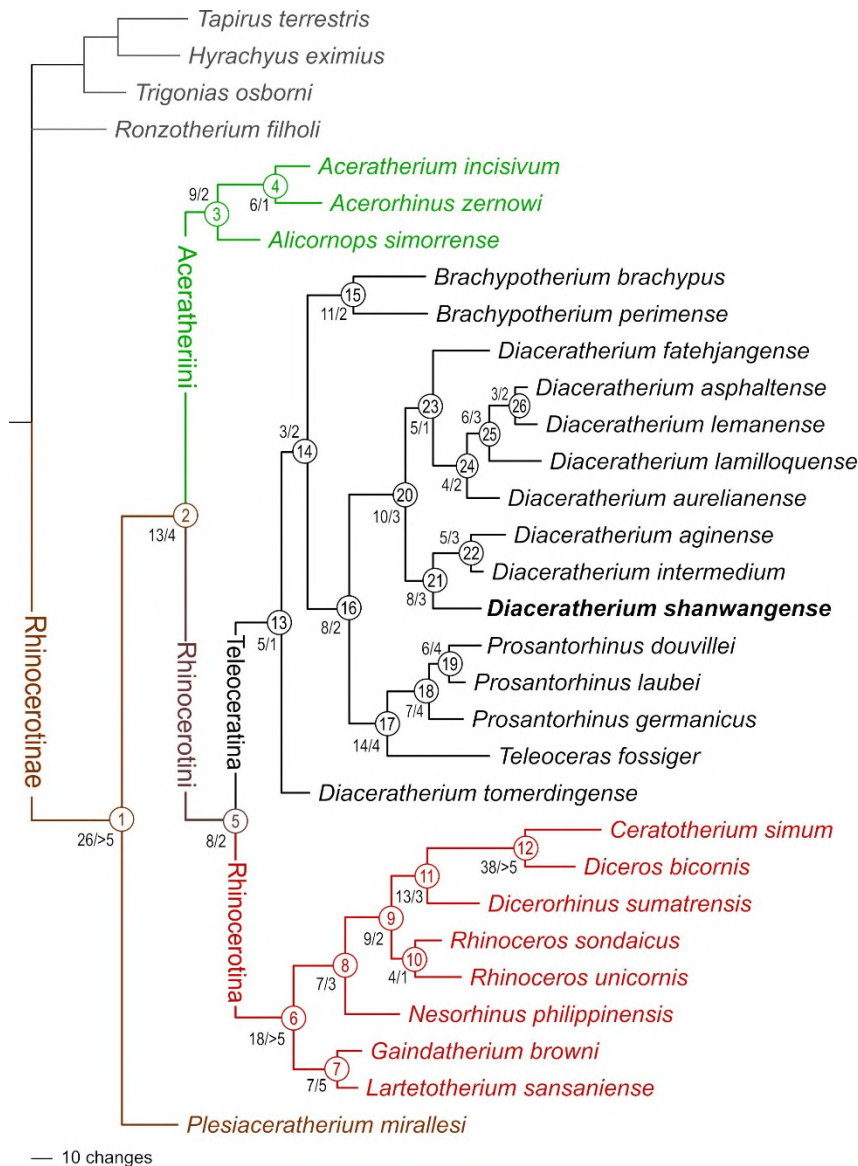 Tapirus terrestris
Hyrachyus eximius
Trigonias osborni
Ronzotherium filholi
Aceratherium incisivum
9/2
4
6/1
Acerorhinus zernowi
3
Alicornops simorrense
Aceratheriini
Brachypotherium brachypus
15
11/2
Brachypotherium perimense
Diaceratherium fatehjangense
Diaceratherium asphaltense
3/2
26
23
5/1
6/3
Diaceratherium lemanense
25
3/2
14
Diaceratherium lamilloquense
24
4/2
20
10/3
Diaceratherium aurelianense
2
13/4
Diaceratherium aginense
5/3
22
Diaceratherium intermedium
21
8/3
16
8/2
Diaceratherium shanwangense
13
5/1
Prosantorhinus douvillei
6/4
19
Prosantorhinus laubei
18
7/4
Prosantorhinus germanicus
17
14/4
Teleoceras fossiger
Rhinocerotinae
Rhinocerotini
Teleoceratina
Diaceratherium tomerdingense
1
26/>5
5
8/2
Ceratotherium simum
12
38/>5
Diceros bicornis
11
13/3
Dicerorhinus sumatrensis
9
9/2
Rhinoceros sondaicus
10
4/1
Rhinoceros unicornis
8
7/3
Rhinocerotina
Nesorhinus philippinensis
6
18/>5
Gaindatherium browni
7
7/5
Lartetotherium sansaniense
Plesiaceratherium mirallesi
10 changes